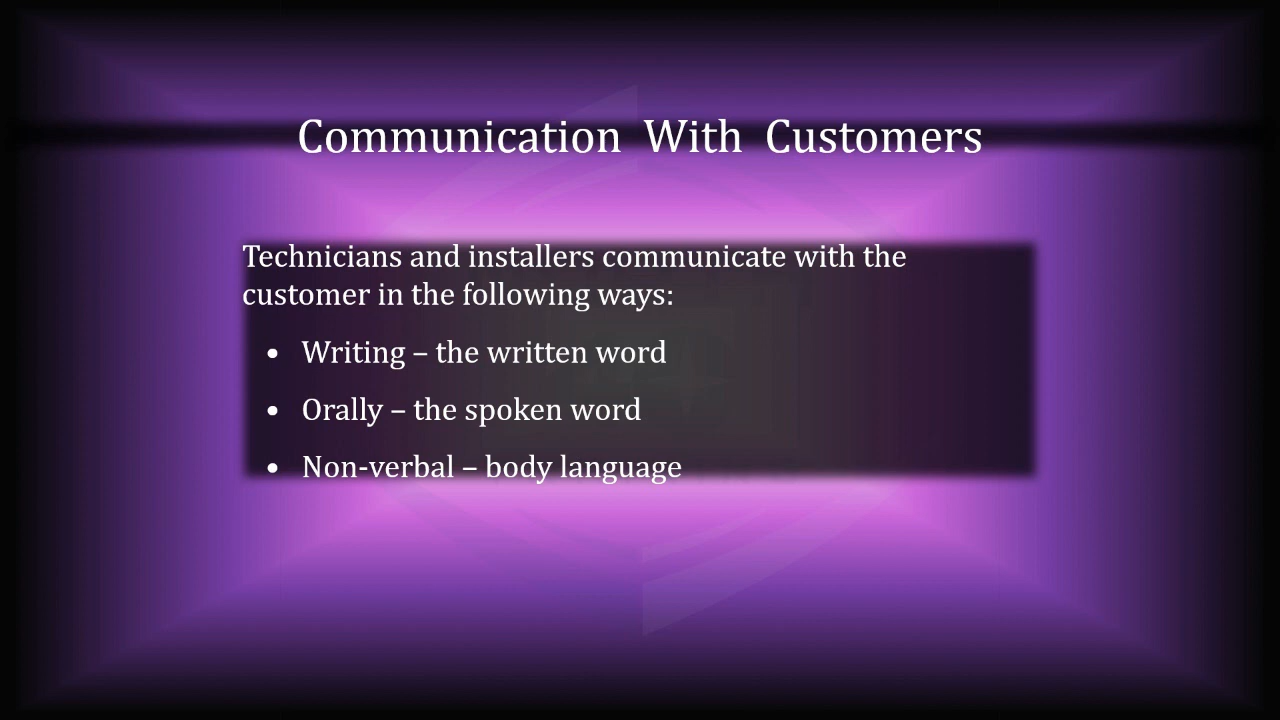 Communication With Customers
Technicians and installers communicate with the
customer in the following ways:
• Writing – the written word
• Orally – the spoken word
• Non-verbal – body language